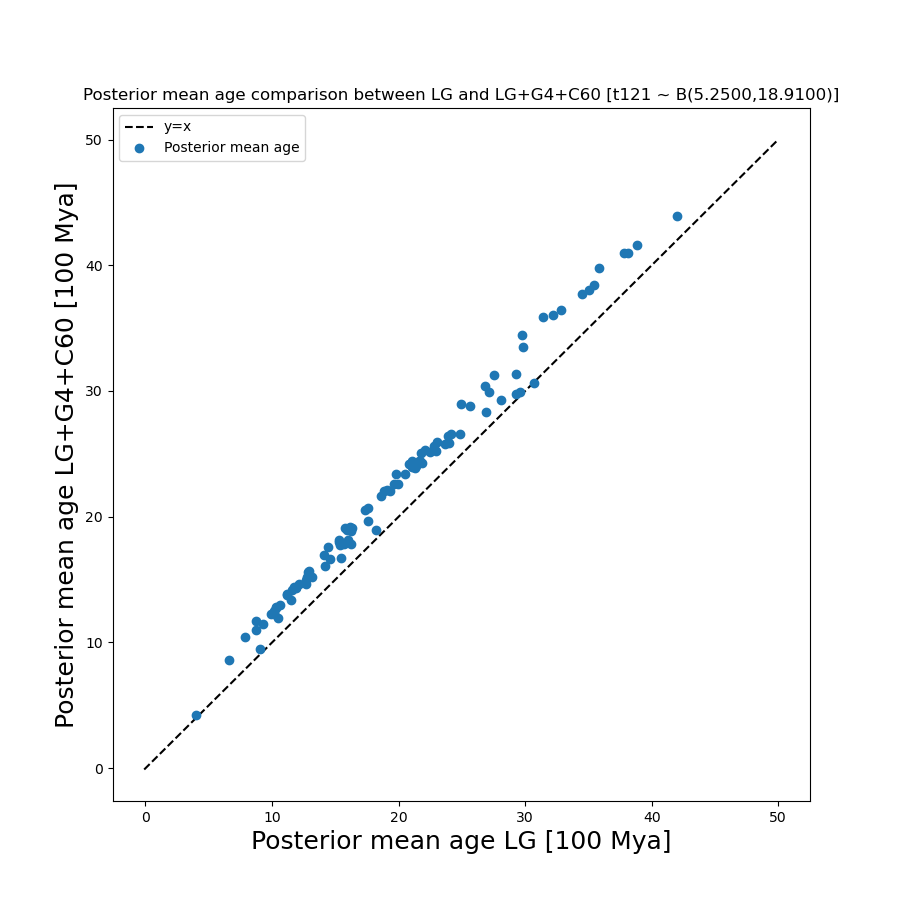 Posterior mean age comparison between LG and LG+G4+C60 [t121 ~ B(5.2500,18.9100)]
y=x
Posterior mean age
Posterior mean age LG+G4+C60 [100 Mya]
50
40
30
20
10
0
0 10 20 30 40 50
Posterior mean age LG [100 Mya]